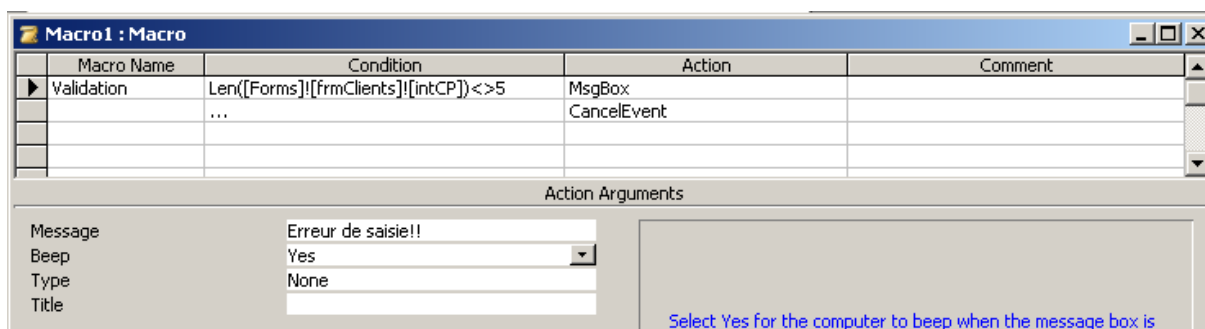 Macro1 : Macro
Macro Name Condition Action Comment
Validation Len([Forms]![frmClients]![intCP])<>5 MsgBox
... CancelEvent
Action Arguments
Message Erreur de saisie!!
Beep Yes
Type None
Title
Select Yes for the computer to beep when the message box is